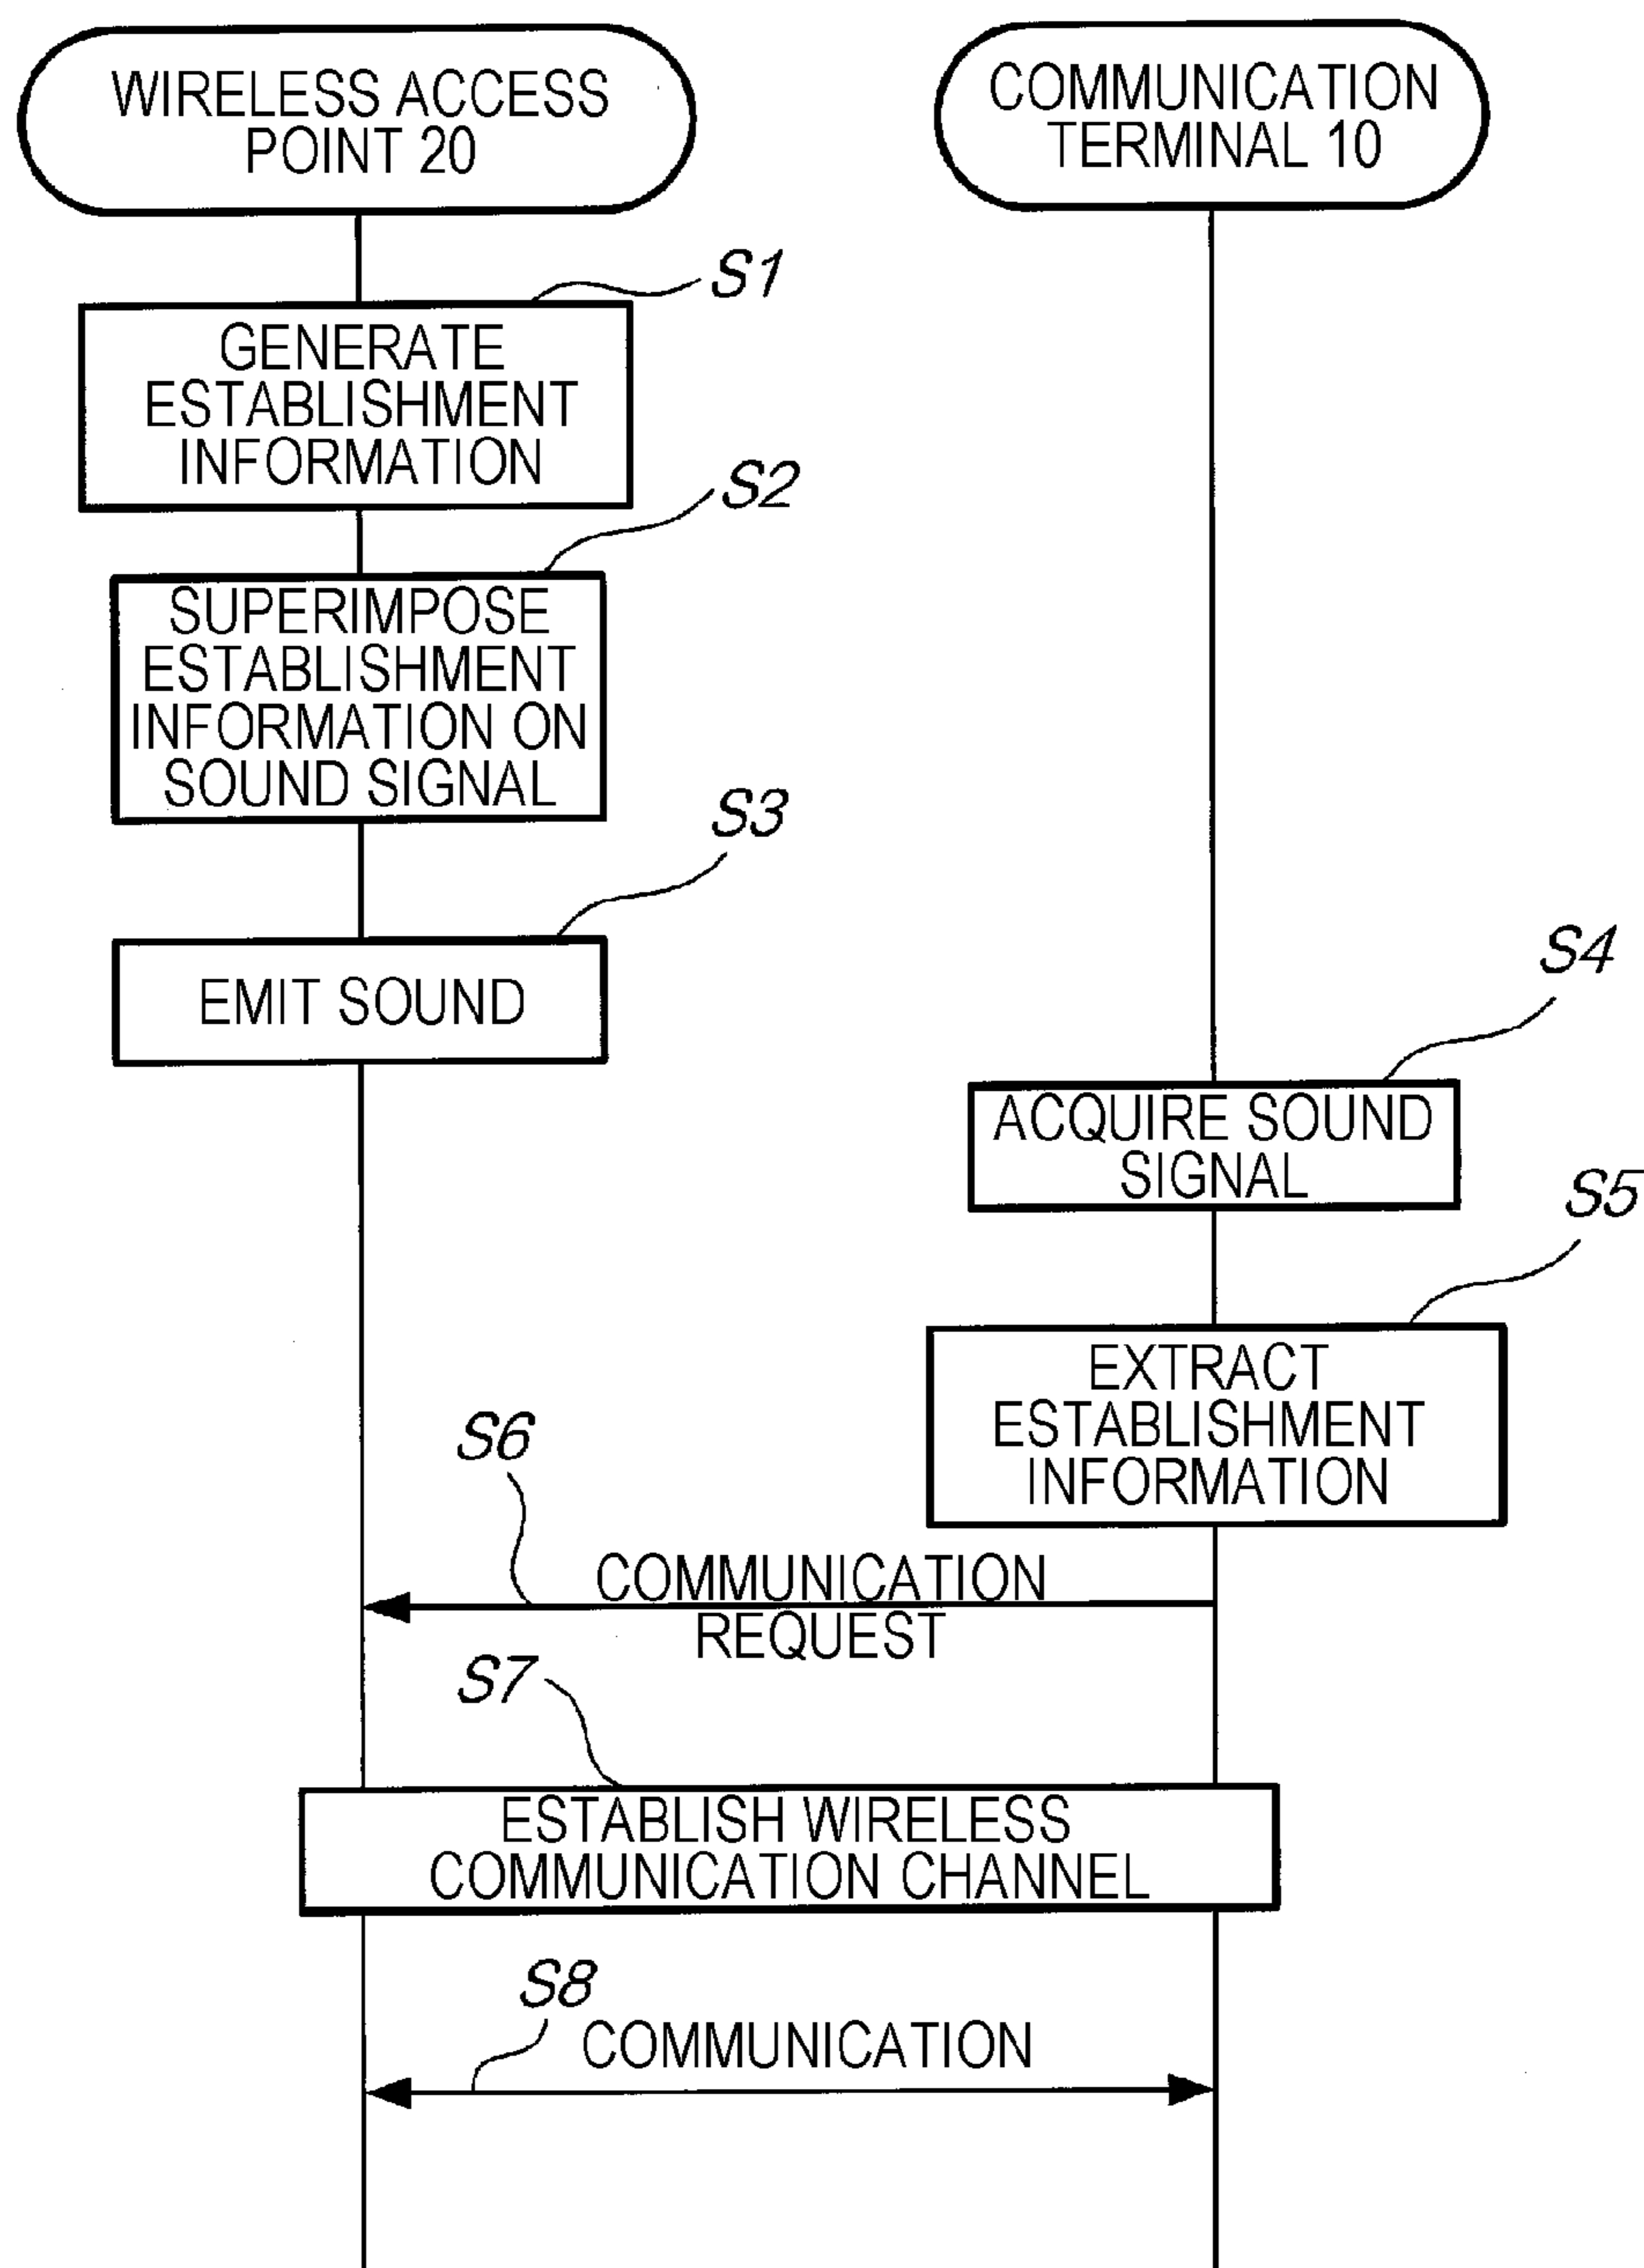 WIRELESS ACCESS
POINT 20
COMMUNICATION
TERMINAL 10
S1
GENERATE
ESTABLISHMENT
INFORMATION
S2
SUPERIMPOSE
ESTABLISHMENT
INFORMATION ON
SOUND SIGNAL
S3
EMIT SOUND
S4
ACQUIRE SOUND
SIGNAL
S5
EXTRACT
ESTABLISHMENT
INFORMATION
S6
COMMUNICATION
REQUEST
S7
ESTABLISH WIRELESS
COMMUNICATION CHANNEL
S8
COMMUNICATION